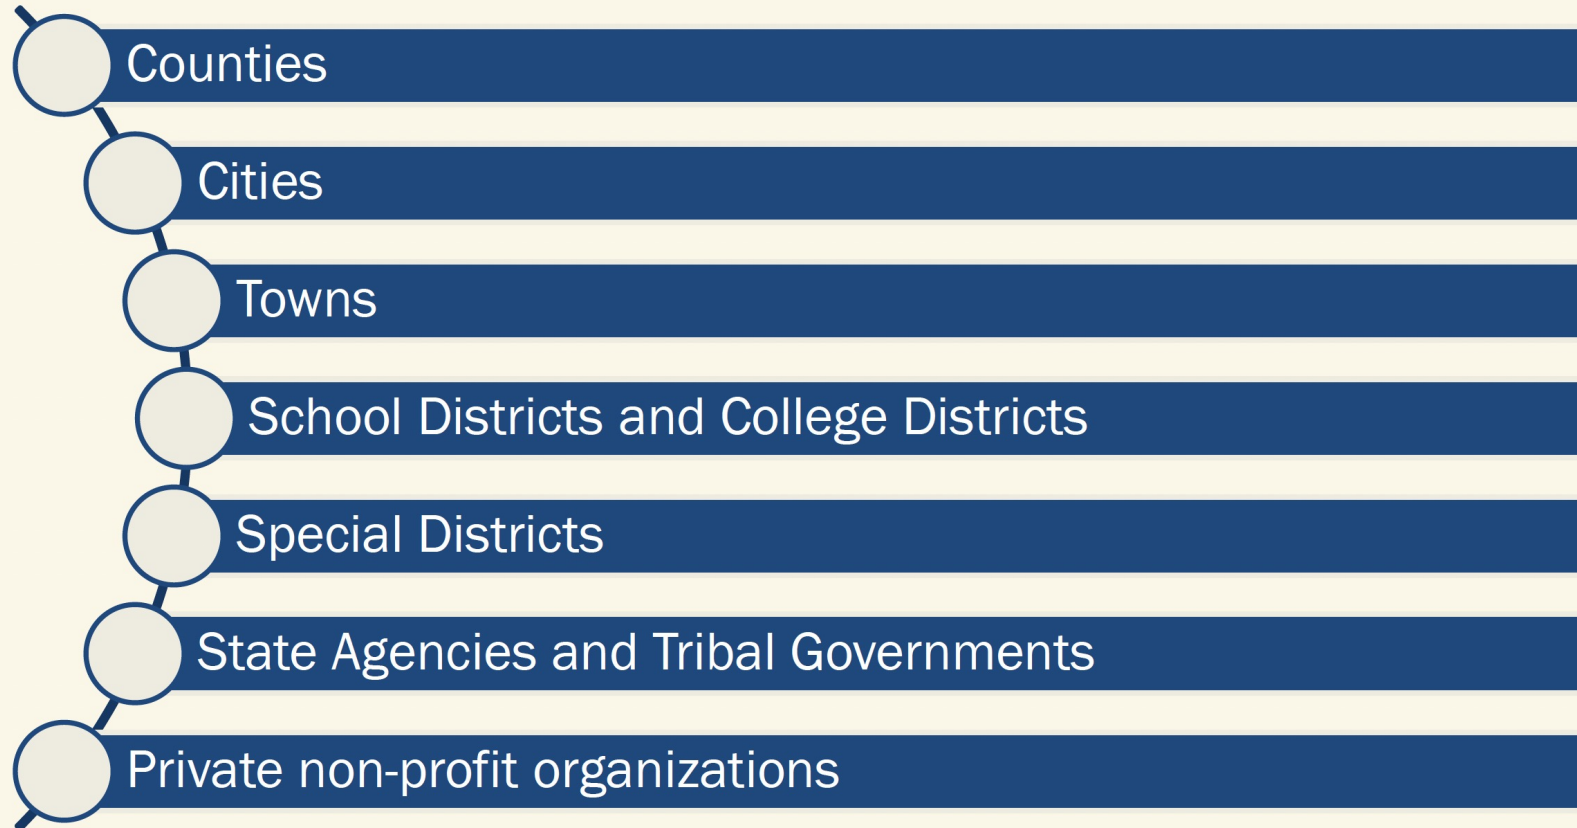 Counties
Cities
Towns
School Districts and College Districts
Special Districts
State Agencies and Tribal Governments
Private non-profit organizations